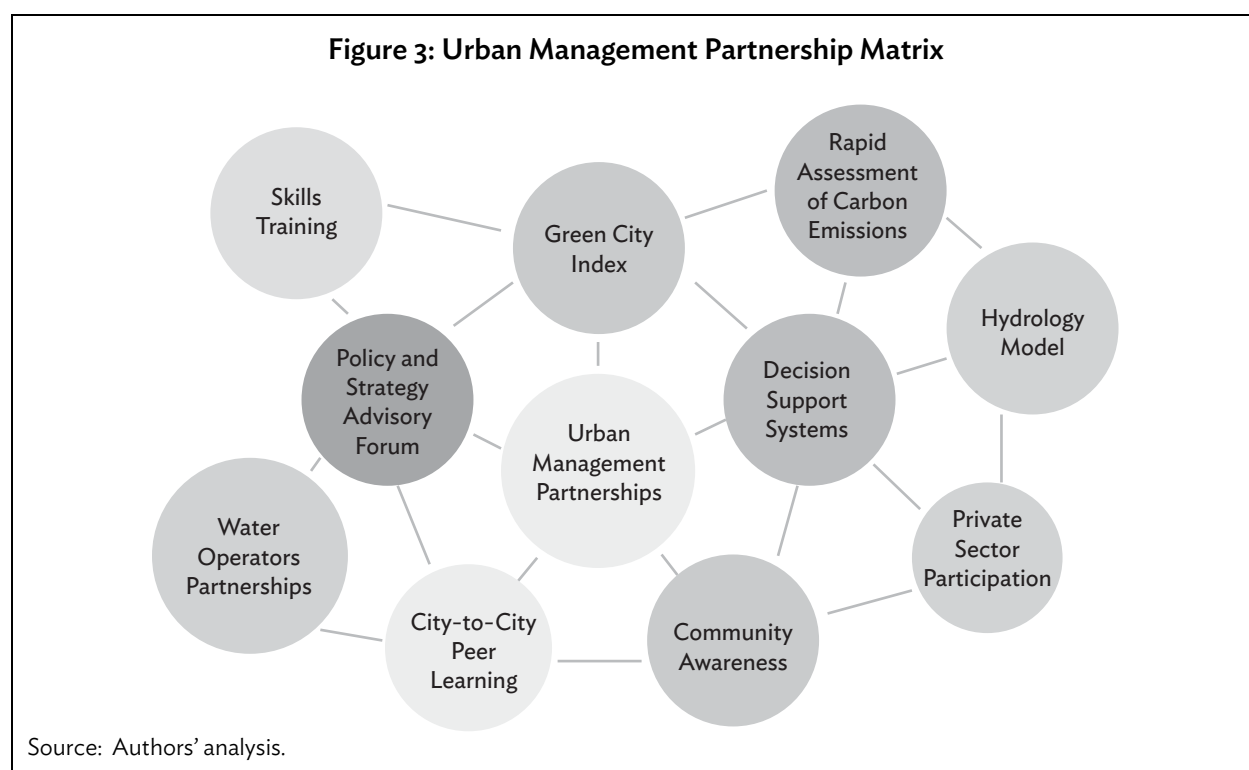 Figure 3: Urban Management Partnership Matrix
Skills
Training
Green City
Index
Rapid
Assessment
of Carbon
Emissions
Hydrology
Model
Policy and
Strategy
Advisory
Forum
Decision
Support
Systems
Urban
Management
Partnerships
Water
Operators
Partnerships
Private
Sector
Participation
City-to-City
Peer
Learning
Community
Awareness
Source: Authors' analysis.